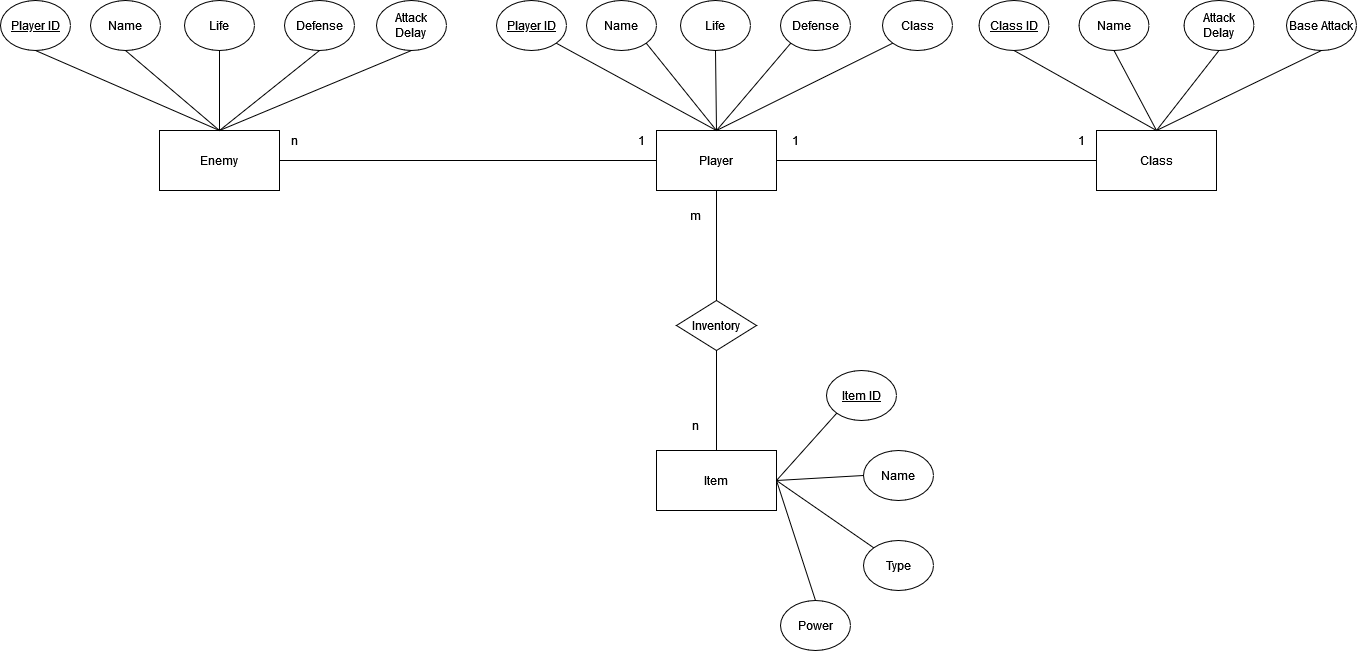 Player ID
Name
Life
Defense
Attack
Delay
Player ID
Name
Life
Defense
Class
Class ID
Name
Attack
Delay
Base Attack
n
1
1
1
Enemy
Player
Class
m
Inventory
Item ID
n
Name
Item
Type
Power